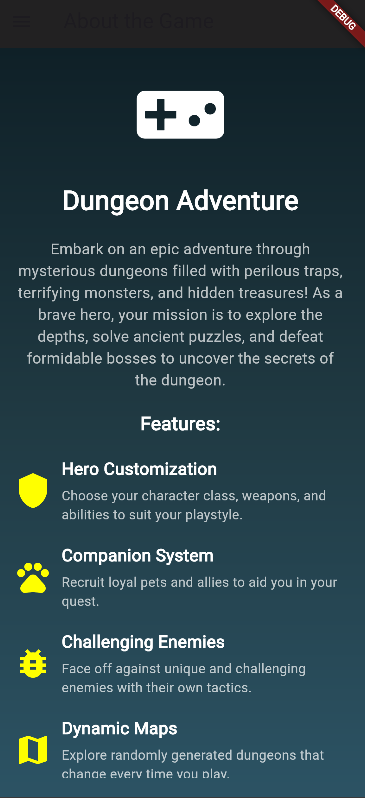 About the Game
DEBUG
Dungeon Adventure
Embark on an epic adventure through
mysterious dungeons filled with perilous traps,
terrifying monsters, and hidden treasures! As a
brave hero, your mission is to explore the
depths, solve ancient puzzles, and defeat
formidable bosses to uncover the secrets of
the dungeon.
Features:
Hero Customization
Choose your character class, weapons, and
abilities to suit your playstyle.
Companion System
Recruit loyal pets and allies to aid you in your
quest.
Challenging Enemies
Face off against unique and challenging
enemies with their own tactics.
Dynamic Maps
Explore randomly generated dungeons that
change every time you play.